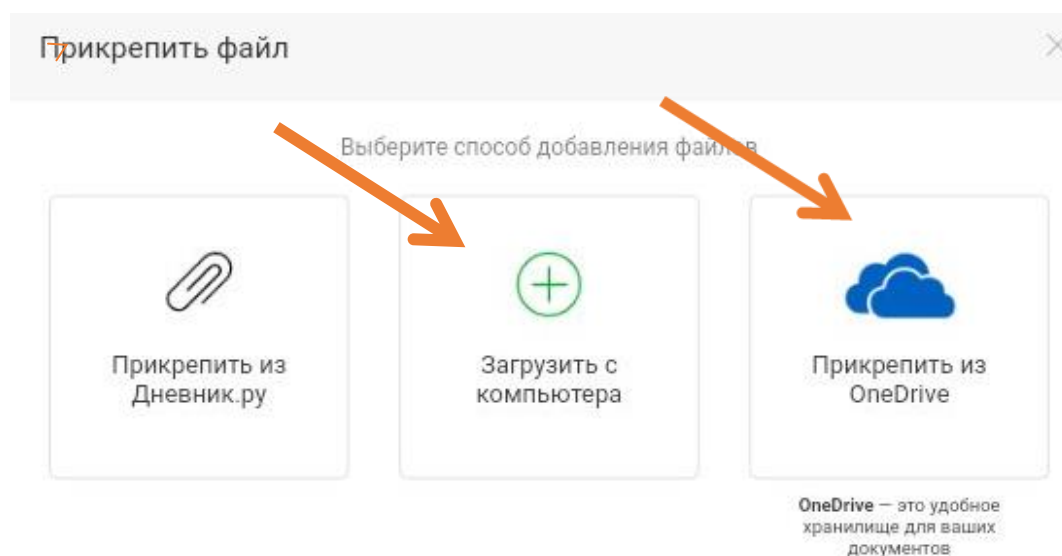 Прикрепить файл
7
Выберите способ добавления файлов
Прикрепить из
Дневник.ру
Загрузить с
компьютера
Прикрепить из
OneDrive
OneDrive — это удобное
хранилище для ваших
документов